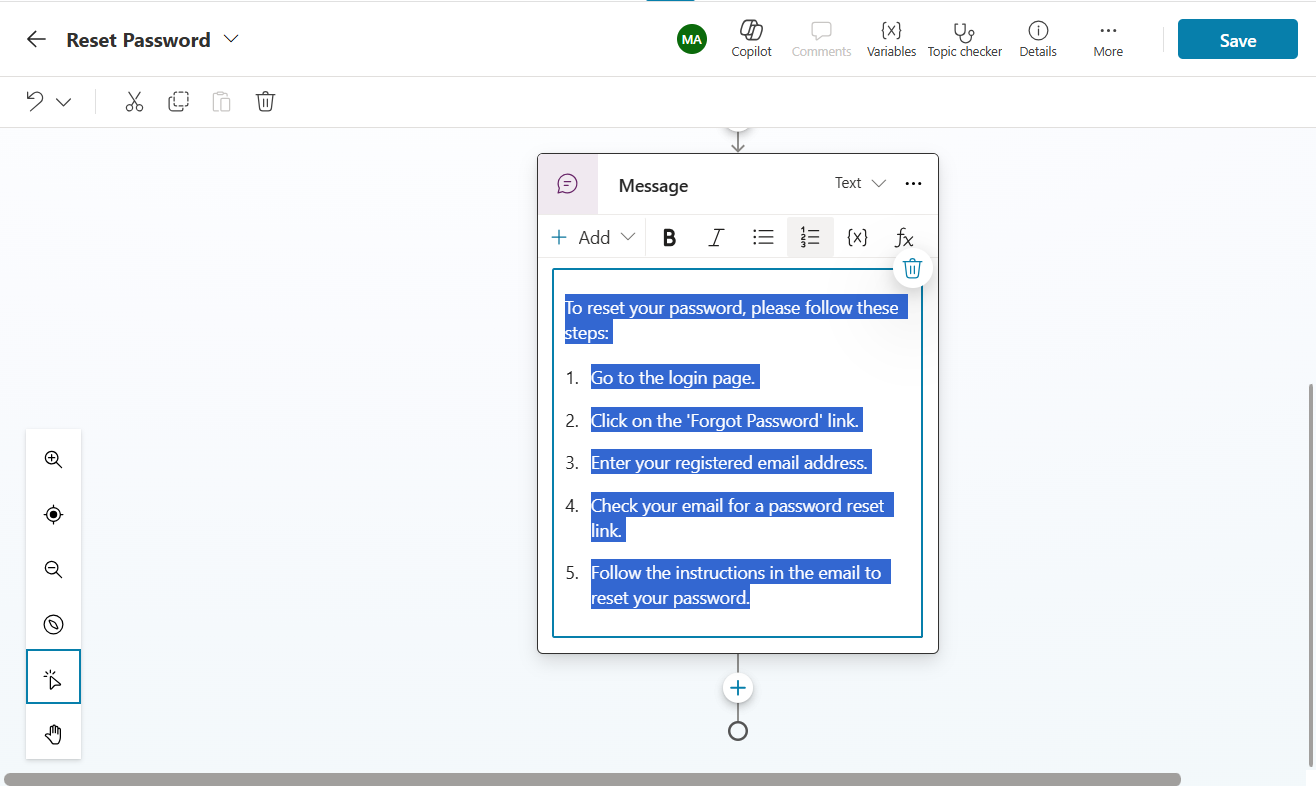 Reset Password
MA
Copilot
Comments
{x}
Variables
Topic checker
Details
More
Save
Message
Text
Add
B
I
{x}
fx
To reset your password, please follow these
steps:
1. Go to the login page.
2. Click on the 'Forgot Password' link.
3. Enter your registered email address.
4. Check your email for a password reset
link.
5. Follow the instructions in the email to
reset your password.